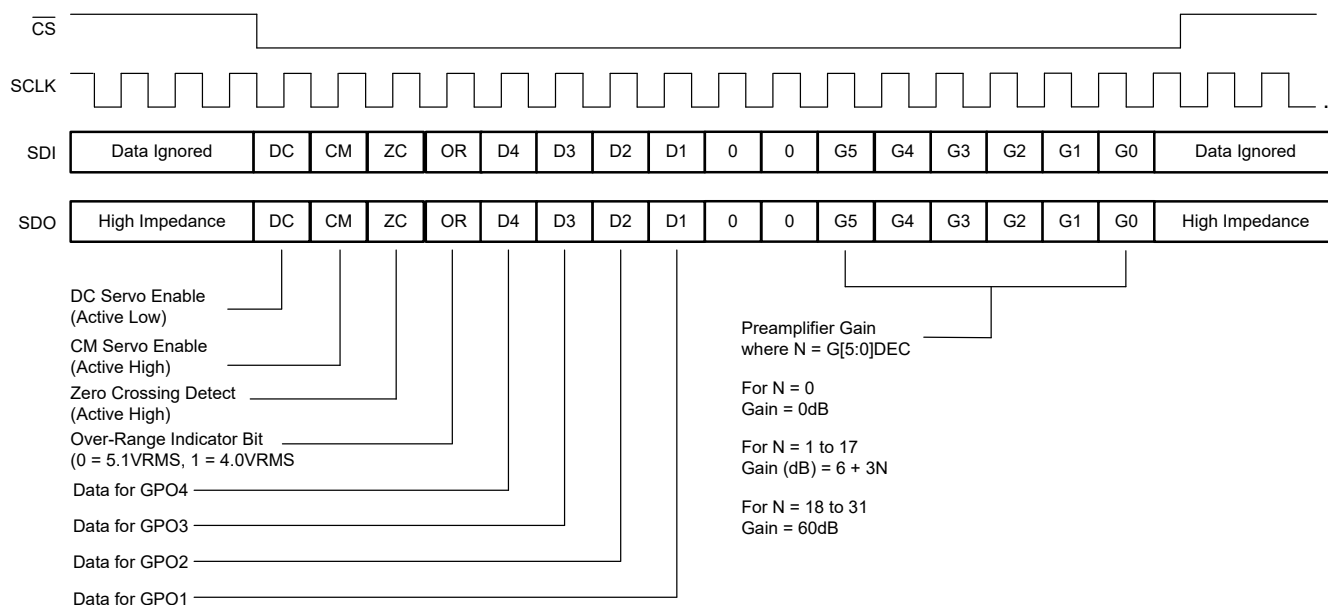 CS
SCLK
SDI Data Ignored DC CM ZC OR D4 D3 D2 D1 0 0 G5 G4 G3 G2 G1 G0 Data Ignored
SDO High Impedance DC CM ZC OR D4 D3 D2 D1 0 0 G5 G4 G3 G2 G1 G0 High Impedance
DC Servo Enable
(Active Low)
CM Servo Enable
(Active High)
Zero Crossing Detect
(Active High)
Over-Range Indicator Bit
(0 = 5.1VRMS, 1 = 4.0VRMS
Data for GPO4
Data for GPO3
Data for GPO2
Data for GPO1
Preamplifier Gain
where N = G[5:0]DEC
For N = 0
Gain = 0dB
For N = 1 to 17
Gain (dB) = 6 + 3N
For N = 18 to 31
Gain = 60dB